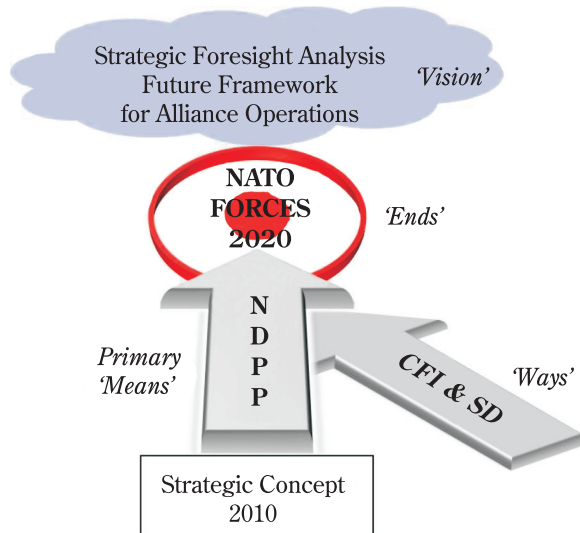 Strategic Foresight Analysis
Future Framework
for Alliance Operations
‘Vision’
NATO
FORCES
2020
‘Ends’
N
D
P
P
Primary
‘Means’
CFI & SD
‘Ways’
Strategic Concept
2010